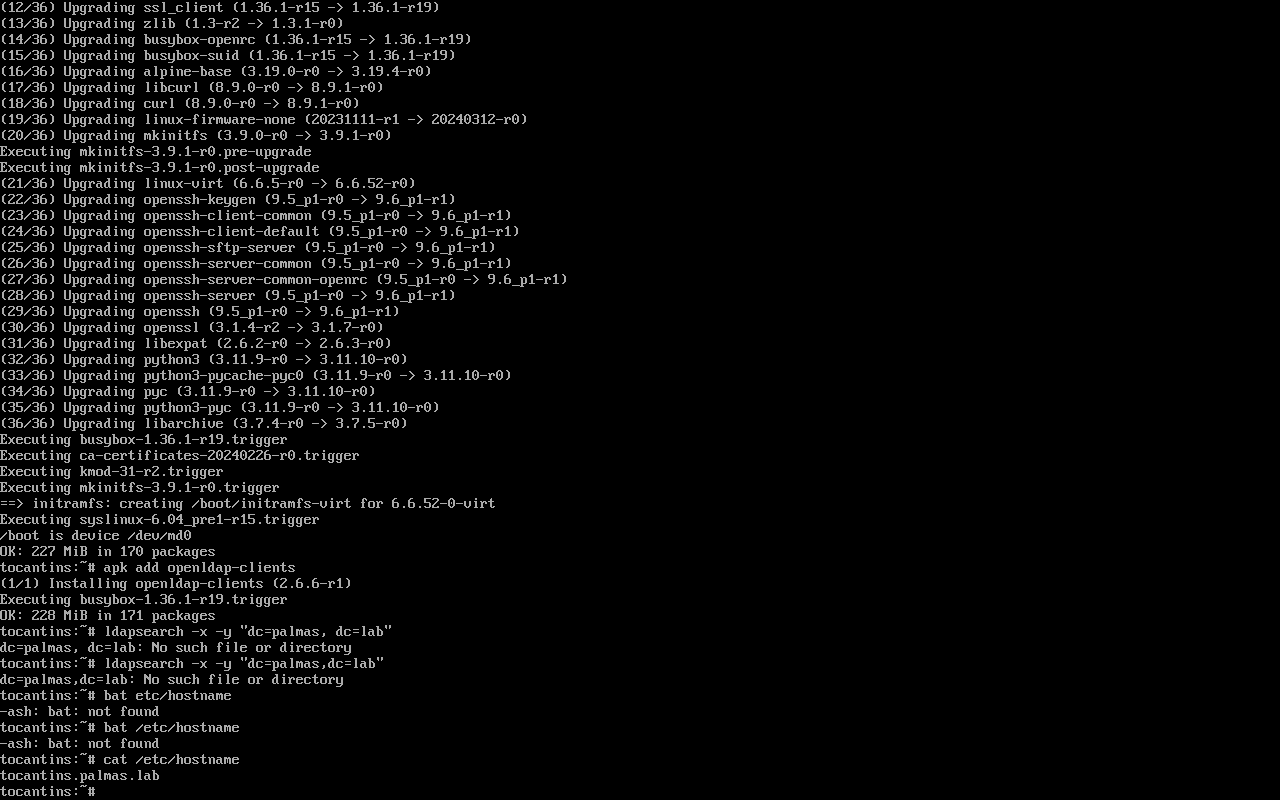 (12/36) Upgrading ssl_client (1.36.1-r15 -> 1.36.1-r19)
(13/36) Upgrading zlib (1.3-r2 -> 1.3.1-r0)
(14/36) Upgrading busybox-openrc (1.36.1-r15 -> 1.36.1-r19)
(15/36) Upgrading busybox-suid (1.36.1-r15 -> 1.36.1-r19)
(16/36) Upgrading alpine-base (3.19.0-r0 -> 3.19.4-r0)
(17/36) Upgrading libcurl (8.9.0-r0 -> 8.9.1-r0)
(18/36) Upgrading curl (8.9.0-r0 -> 8.9.1-r0)
(19/36) Upgrading linux-firmware-none (20231111-r1 -> 20240312-r0)
(20/36) Upgrading mkinitfs (3.9.0-r0 -> 3.9.1-r0)
Executing mkinitfs-3.9.1-r0.pre-upgrade
Executing mkinitfs-3.9.1-r0.post-upgrade
(21/36) Upgrading linux-virt (6.6.5-r0 -> 6.6.52-r0)
(22/36) Upgrading openssh-keygen (9.5_p1-r0 -> 9.6_p1-r1)
(23/36) Upgrading openssh-client-common (9.5_p1-r0 -> 9.6_p1-r1)
(24/36) Upgrading openssh-client-default (9.5_p1-r0 -> 9.6_p1-r1)
(25/36) Upgrading openssh-sftp-server (9.5_p1-r0 -> 9.6_p1-r1)
(26/36) Upgrading openssh-server-common (9.5_p1-r0 -> 9.6_p1-r1)
(27/36) Upgrading openssh-server-common-openrc (9.5_p1-r0 -> 9.6_p1-r1)
(28/36) Upgrading openssh-server (9.5_p1-r0 -> 9.6_p1-r1)
(29/36) Upgrading openssh (9.5_p1-r0 -> 9.6_p1-r1)
(30/36) Upgrading openssl (3.1.4-r2 -> 3.1.7-r0)
(31/36) Upgrading libexpat (2.6.2-r0 -> 2.6.3-r0)
(32/36) Upgrading python3 (3.11.9-r0 -> 3.11.10-r0)
(33/36) Upgrading python3-pycache-pyc0 (3.11.9-r0 -> 3.11.10-r0)
(34/36) Upgrading pyc (3.11.9-r0 -> 3.11.10-r0)
(35/36) Upgrading python3-pyc (3.11.9-r0 -> 3.11.10-r0)
(36/36) Upgrading libarchive (3.7.4-r0 -> 3.7.5-r0)
Executing busybox-1.36.1-r19.trigger
Executing ca-certificates-20240226-r0.trigger
Executing kmod-31-r2.trigger
Executing mkinitfs-3.9.1-r0.trigger
==> initramfs: creating /boot/initramfs-virt for 6.6.52-0-virt
Executing syslinux-6.04_pre1-r15.trigger
/boot is device /dev/md0
OK: 227 MiB in 170 packages
tocantins:~# apk add openldap-clients
(1/1) Installing openldap-clients (2.6.6-r1)
Executing busybox-1.36.1-r19.trigger
OK: 228 MiB in 171 packages
tocantins:~# ldapsearch -x -y "dc=palmas, dc=lab"
dc=palmas, dc=lab: No such file or directory
tocantins:~# ldapsearch -x -y "dc=palmas,dc=lab"
dc=palmas,dc=lab: No such file or directory
tocantins:~# bat etc/hostname
-ash: bat: not found
tocantins:~# bat /etc/hostname
-ash: bat: not found
tocantins:~# cat /etc/hostname
tocantins.palmas.lab
tocantins:~#